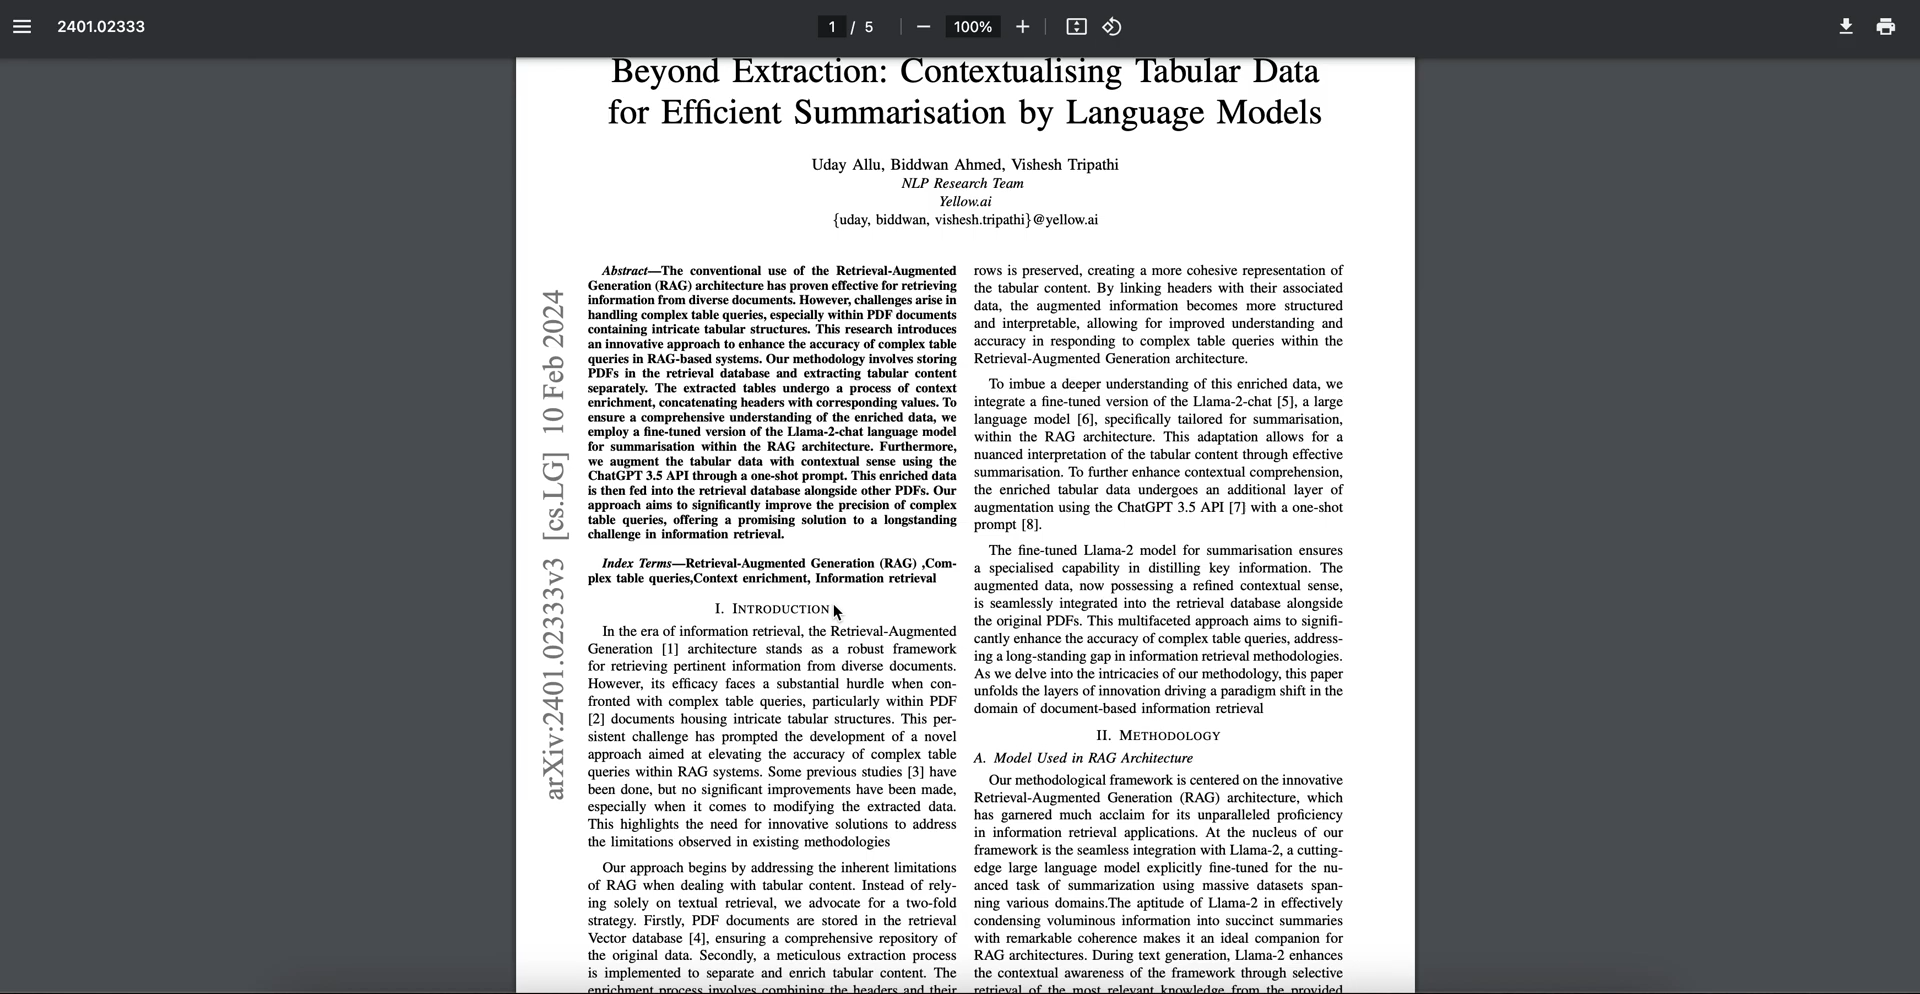 2401.02333
1 / 5
100%
Beyond Extraction: Contextualising Tabular Data
for Efficient Summarisation by Language Models
Uday Allu, Biddwan Ahmed, Vishesh Tripathi
NLP Research Team
Yellow.ai
{uday, biddwan, vishesh.tripathi}@yellow.ai
arXiv:2401.02333v3 [cs.LG] 10 Feb 2024
Abstract—The conventional use of the Retrieval-Augmented
Generation (RAG) architecture has proven effective for retrieving
information from diverse documents. However, challenges arise in
handling complex table queries, especially within PDF documents
containing intricate tabular structures. This research introduces
an innovative approach to enhance the accuracy of complex table
queries in RAG-based systems. Our methodology involves storing
PDFs in the retrieval database and extracting tabular content
separately. The extracted tables undergo a process of context
enrichment, concatenating headers with corresponding values. To
ensure a comprehensive understanding of the enriched data, we
employ a fine-tuned version of the Llama-2-chat language model
for summarisation within the RAG architecture. Furthermore,
we augment the tabular data with contextual sense using the
ChatGPT 3.5 API through a one-shot prompt. This enriched data
is then fed into the retrieval database alongside other PDFs. Our
approach aims to significantly improve the precision of complex
table queries, offering a promising solution to a longstanding
challenge in information retrieval.
Index Terms—Retrieval-Augmented Generation (RAG) ,Com-
plex table queries,Context enrichment, Information retrieval
I. INTRODUCTION
In the era of information retrieval, the Retrieval-Augmented
Generation [1] architecture stands as a robust framework
for retrieving pertinent information from diverse documents.
However, its efficacy faces a substantial hurdle when con-
fronted with complex table queries, particularly within PDF
[2] documents housing intricate tabular structures. This per-
sistent challenge has prompted the development of a novel
approach aimed at elevating the accuracy of complex table
queries within RAG systems. Some previous studies [3] have
been done, but no significant improvements have been made,
especially when it comes to modifying the extracted data.
This highlights the need for innovative solutions to address
the limitations observed in existing methodologies
Our approach begins by addressing the inherent limitations
of RAG when dealing with tabular content. Instead of rely-
ing solely on textual retrieval, we advocate for a two-fold
strategy. Firstly, PDF documents are stored in the retrieval
Vector database [4], ensuring a comprehensive repository of
the original data. Secondly, a meticulous extraction process
is implemented to separate and enrich tabular content. The
enrichment process involves combining the headers and their
rows is preserved, creating a more cohesive representation of
the tabular content. By linking headers with their associated
data, the augmented information becomes more structured
and interpretable, allowing for improved understanding and
accuracy in responding to complex table queries within the
Retrieval-Augmented Generation architecture.
To imbue a deeper understanding of this enriched data, we
integrate a fine-tuned version of the Llama-2-chat [5], a large
language model [6], specifically tailored for summarisation,
within the RAG architecture. This adaptation allows for a
nuanced interpretation of the tabular content through effective
summarisation. To further enhance contextual comprehension,
the enriched tabular data undergoes an additional layer of
augmentation using the ChatGPT 3.5 API [7] with a one-shot
prompt [8].
The fine-tuned Llama-2 model for summarisation ensures
a specialised capability in distilling key information. The
augmented data, now possessing a refined contextual sense,
is seamlessly integrated into the retrieval database alongside
the original PDFs. This multifaceted approach aims to signifi-
cantly enhance the accuracy of complex table queries, address-
ing a long-standing gap in information retrieval methodologies.
As we delve into the intricacies of our methodology, this paper
unfolds the layers of innovation driving a paradigm shift in the
domain of document-based information retrieval
II. METHODOLOGY
A. Model Used in RAG Architecture
Our methodological framework is centered on the innovative
Retrieval-Augmented Generation (RAG) architecture, which
has garnered much acclaim for its unparalleled proficiency
in information retrieval applications. At the nucleus of our
framework is the seamless integration with Llama-2, a cutting-
edge large language model explicitly fine-tuned for the nu-
anced task of summarization using massive datasets span-
ning various domains.The aptitude of Llama-2 in effectively
condensing voluminous information into succinct summaries
with remarkable coherence makes it an ideal companion for
RAG architectures. During text generation, Llama-2 enhances
the contextual awareness of the framework through selective
retrieval of the most relevant knowledge from the provided